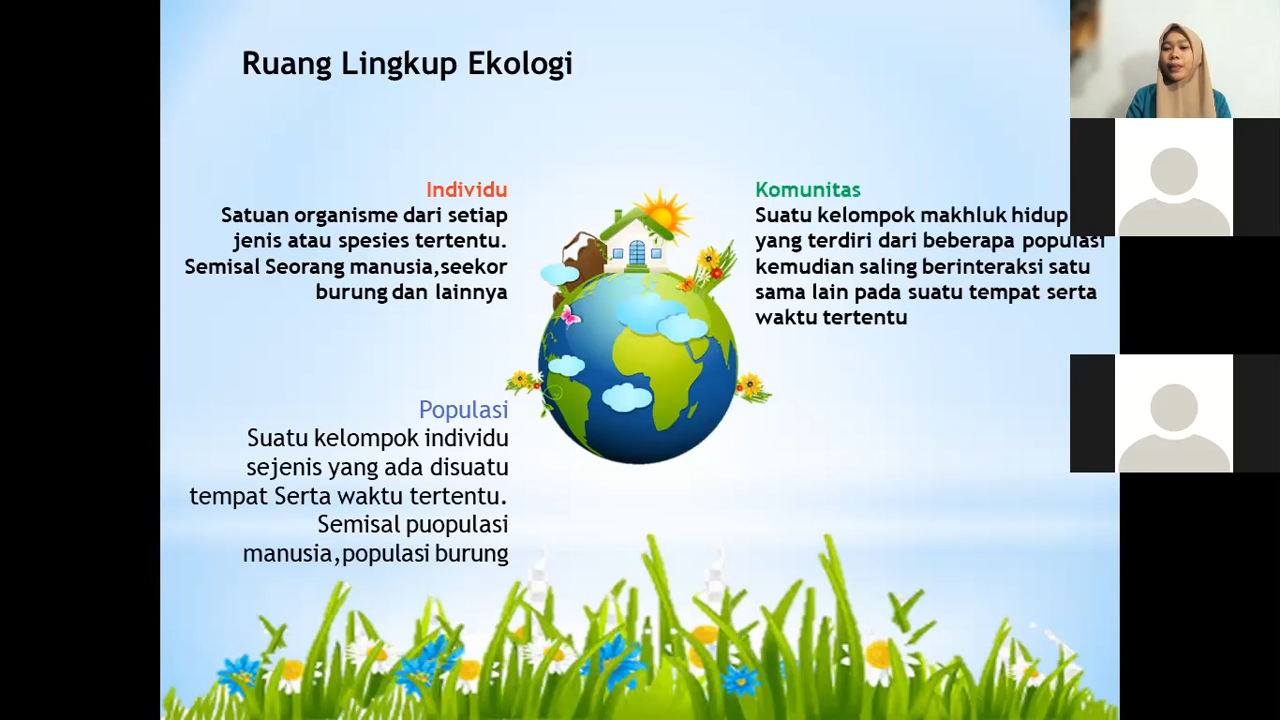 Ruang Lingkup Ekologi
Individu
Satuan organisme dari setiap
jenis atau spesies tertentu.
Semisal Seorang manusia,seekor
burung dan lainnya
Populasi
Suatu kelompok individu
sejenis yang ada disuatu
tempat Serta waktu tertentu.
Semisal puopulasi
manusia,populasi burung
Komunitas
Suatu kelompok makhluk hidup
yang terdiri dari beberapa populasi
kemudian saling berinteraksi satu
sama lain pada suatu tempat serta
waktu tertentu